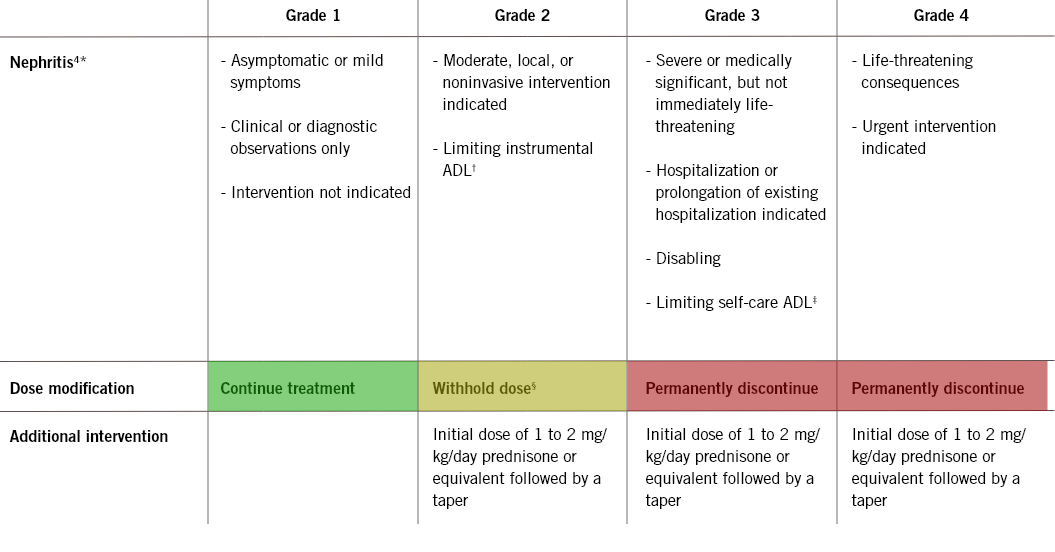 Grade 1
Grade 2
Grade 3
Grade 4
Nephritis⁴*
- Asymptomatic or mild
symptoms
- Clinical or diagnostic
observations only
- Intervention not indicated
- Moderate, local, or
noninvasive intervention
indicated
- Limiting instrumental
ADL†
- Severe or medically
significant, but not
immediately life-
threatening
- Hospitalization or
prolongation of existing
hospitalization indicated
- Disabling
- Limiting self-care ADL‡
- Life-threatening
consequences
- Urgent intervention
indicated
Dose modification
Continue treatment
Withhold dose§
Permanently discontinue
Permanently discontinue
Additional intervention
Initial dose of 1 to 2 mg/
kg/day prednisone or
equivalent followed by a
taper
Initial dose of 1 to 2 mg/
kg/day prednisone or
equivalent followed by a
taper
Initial dose of 1 to 2 mg/
kg/day prednisone or
equivalent followed by a
taper